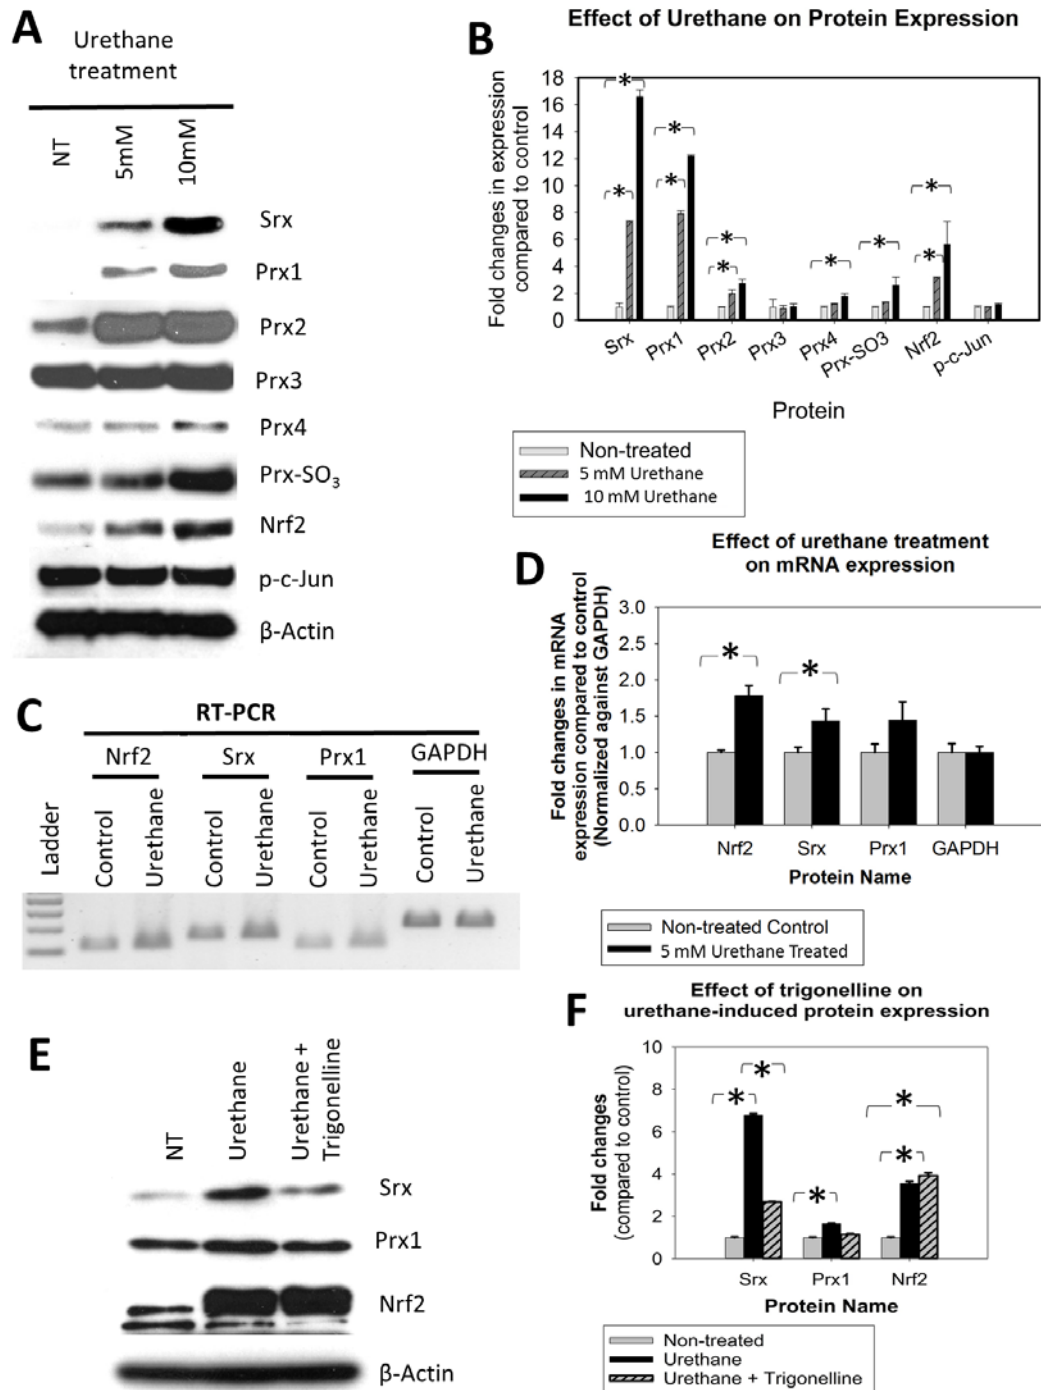 A
Urethane
treatment
NT
5mM
10mM
Srx
Prx1
Prx2
Prx3
Prx4
Prx-SO₃
Nrf2
p-c-Jun
β-Actin
B
Effect of Urethane on Protein Expression
Fold changes in expression
compared to control
18
16
14
12
10
8
6
4
2
0
* * * * * * * * * *
Srx Prx1 Prx2 Prx3 Prx4 Prx-SO3 Nrf2 p-c-Jun
Protein
Non-treated
5 mM Urethane
10 mM Urethane
C
RT-PCR
Nrf2 Srx Prx1 GAPDH
Ladder Control Urethane Control Urethane Control Urethane Control Urethane
D
Effect of urethane treatment
on mRNA expression
Fold changes in mRNA
expression compared to control
(Normalized against GAPDH)
3.0
2.5
2.0
1.5
1.0
0.5
0.0
* *
Nrf2 Srx Prx1 GAPDH
Protein Name
Non-treated Control
5 mM Urethane Treated
E
NT
Urethane
Urethane +
Trigonelline
Srx
Prx1
Nrf2
β-Actin
F
Effect of trigonelline on
urethane-induced protein expression
Fold changes
(compared to control)
10
8
6
4
2
0
* * * * *
Srx Prx1 Nrf2
Protein Name
Non-treated
Urethane
Urethane + Trigonelline